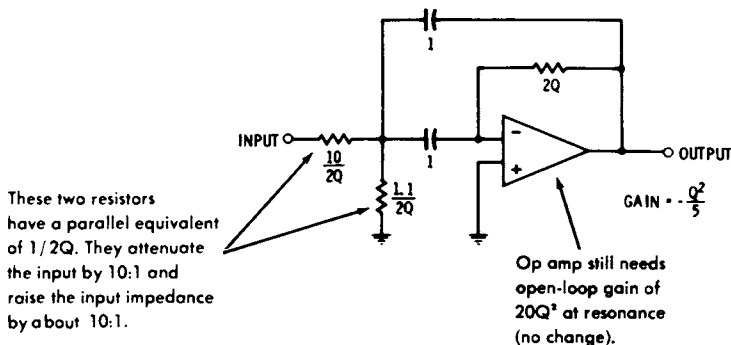 1
2Q
INPUT
10
2Q
1
−
+
OUTPUT
1.1
2Q
GAIN = -Q²
5
These two resistors
have a parallel equivalent
of 1/2Q. They attenuate
the input by 10:1 and
raise the input impedance
by about 10:1.
Op amp still needs
open-loop gain of
20Q² at resonance
(no change).